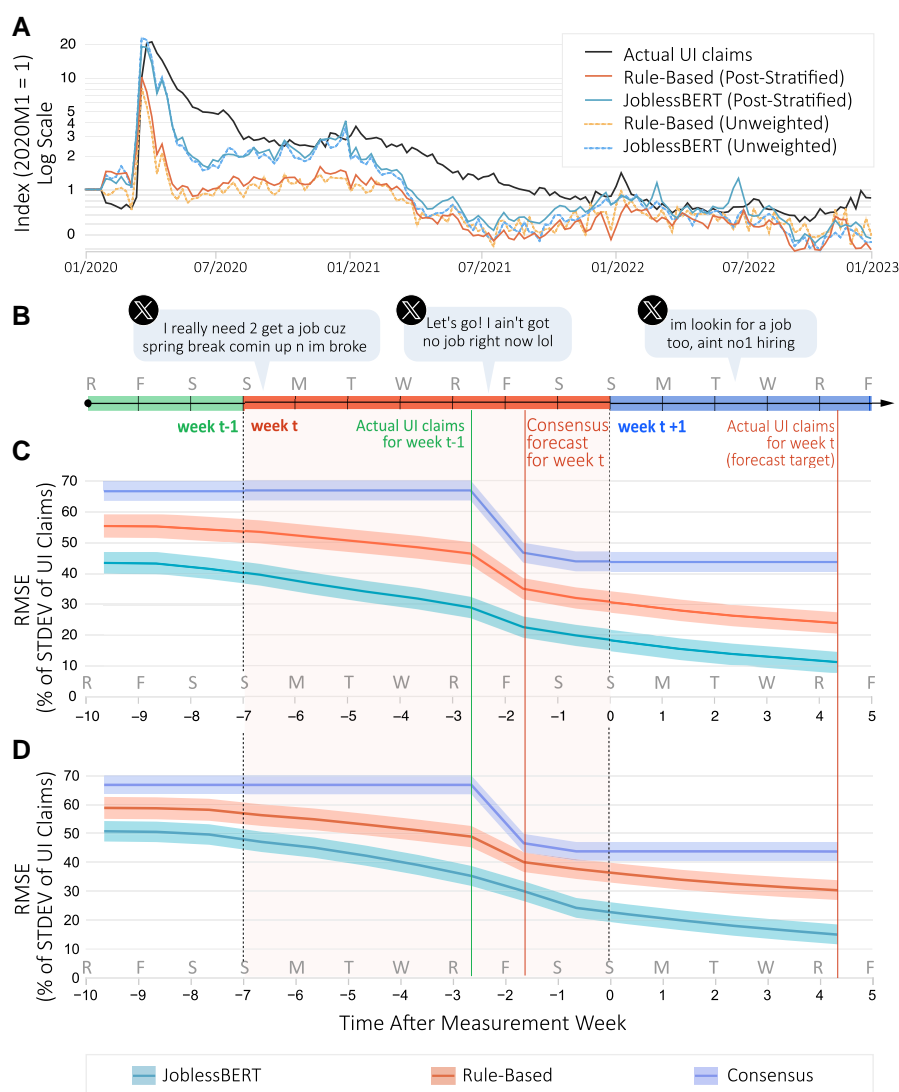 A
Index (2020M1 = 1)
Log Scale
20
10
5
4
3
2
1
0
01/2020
07/2020
01/2021
07/2021
01/2022
07/2022
01/2023
Actual UI claims
Rule-Based (Post-Stratified)
JoblessBERT (Post-Stratified)
Rule-Based (Unweighted)
JoblessBERT (Unweighted)
B
I really need 2 get a job cuz
spring break comin up n im broke
Let's go! I ain't got
no job right now lol
im lookin for a job
too, aint no1 hiring
R F S S M T W R F S S M T W R F
week t-1
week t
Actual UI claims
for week t-1
Consensus
forecast
for week t
week t +1
Actual UI claims
for week t
(forecast target)
C
RMSE
(% of STDEV of UI Claims)
70
60
50
40
30
20
10
0
R F S S M T W R F S S M T W R F
−10 −9 −8 −7 −6 −5 −4 −3 −2 −1 0 1 2 3 4 5
D
RMSE
(% of STDEV of UI Claims)
70
60
50
40
30
20
10
0
R F S S M T W R F S S M T W R F
−10 −9 −8 −7 −6 −5 −4 −3 −2 −1 0 1 2 3 4 5
Time After Measurement Week
JoblessBERT
Rule-Based
Consensus